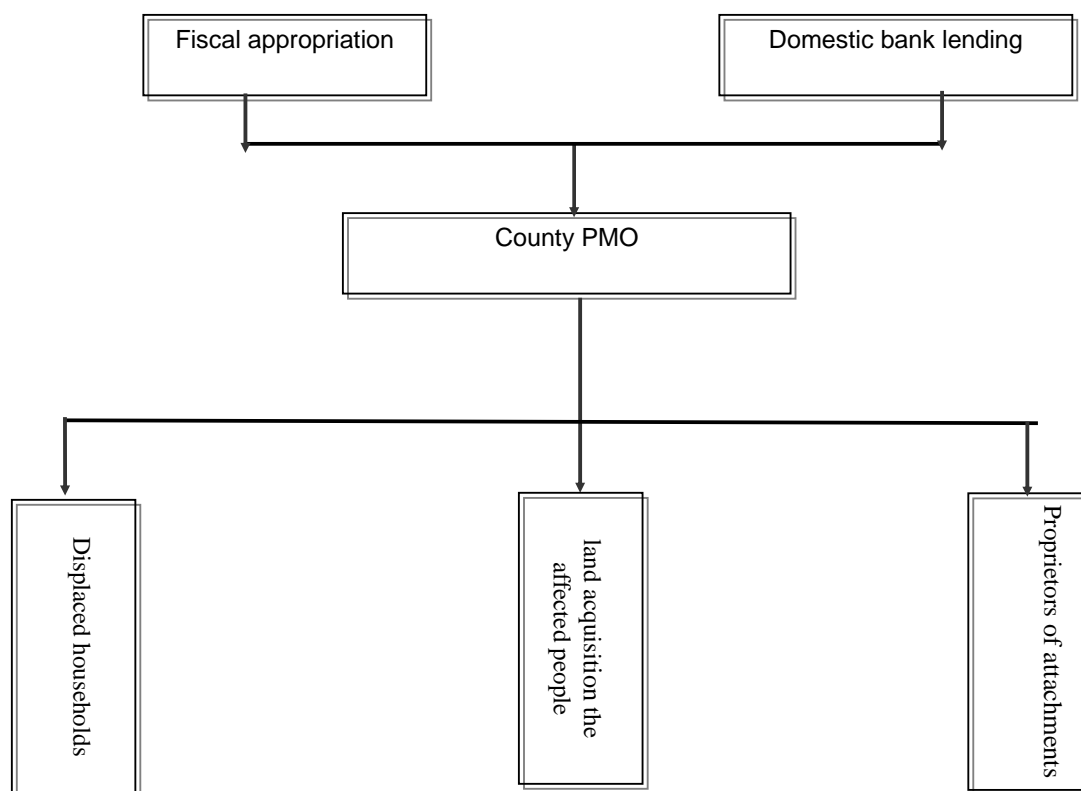 Fiscal appropriation
Domestic bank lending
County PMO
Displaced households
land acquisition the
affected people
Proprietors of attachments